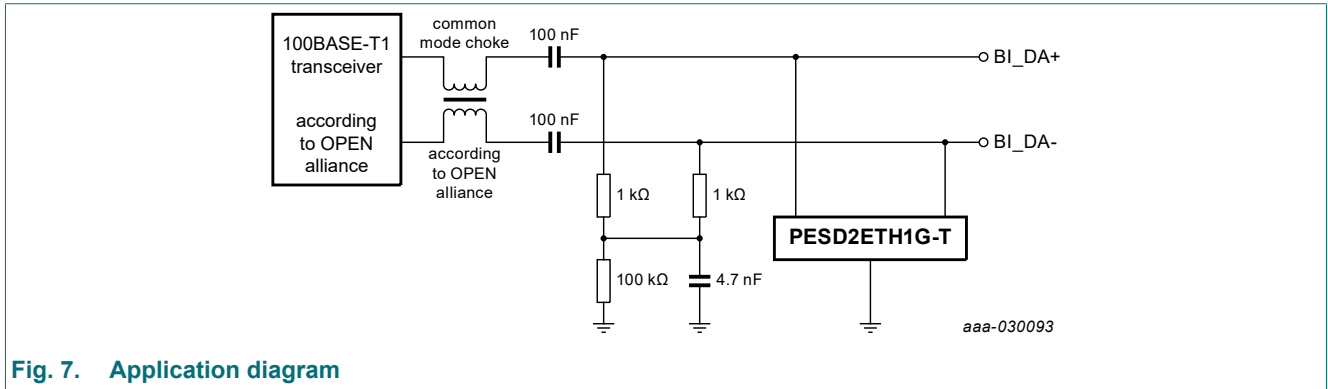 100BASE-T1
transceiver
according
to OPEN
alliance
common
mode choke
according
to OPEN
alliance
100 nF
100 nF
BI_DA+
BI_DA-
1 kΩ
1 kΩ
100 kΩ
4.7 nF
PESD2ETH1G-T
aaa-030093
Fig. 7. Application diagram